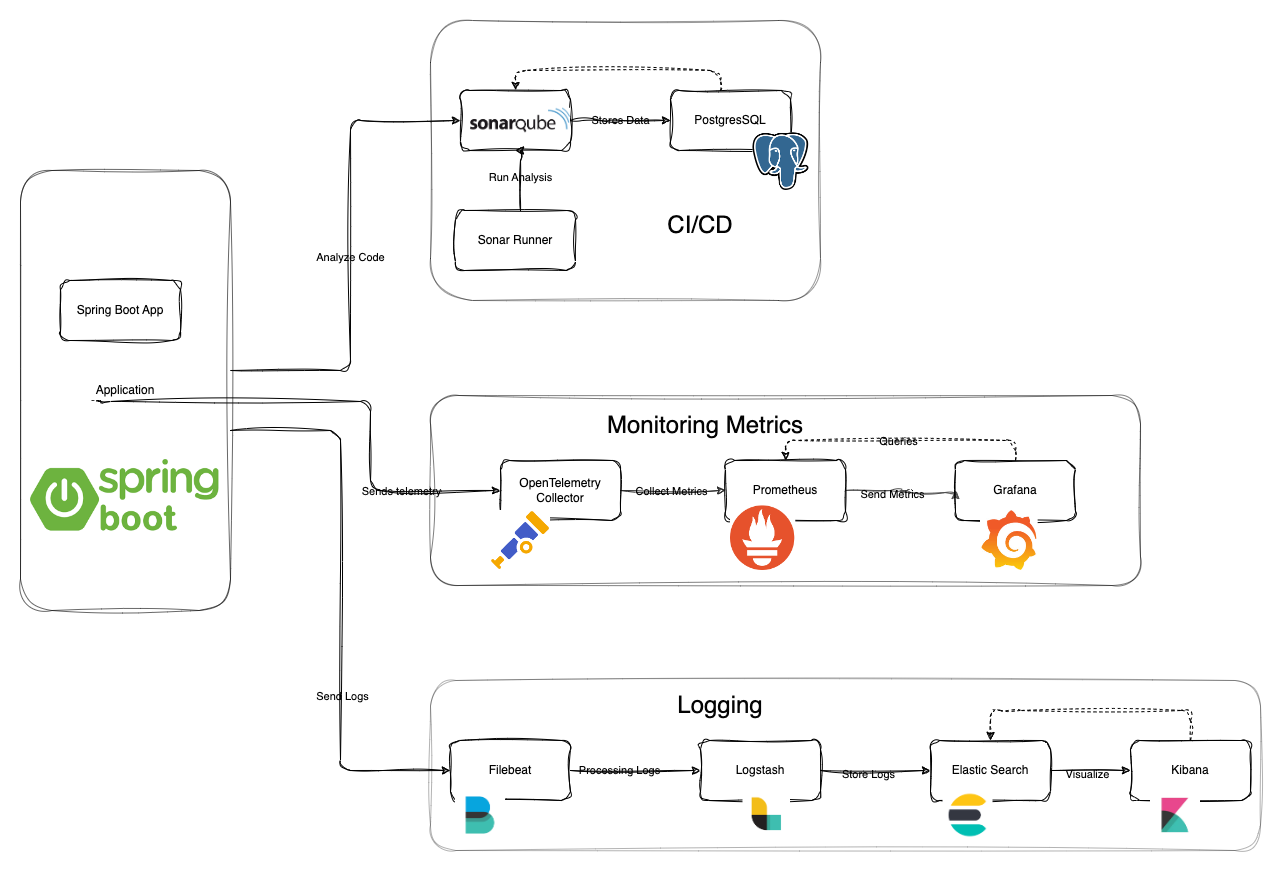 sonarqube
Stores Data
PostgresSQL
Run Analysis
Sonar Runner
CI/CD
Analyze Code
Spring Boot App
Application
spring
boot
Monitoring Metrics
Queries
OpenTelemetry
Collector
Sends telemetry
Collect Metrics
Prometheus
Send Metrics
Grafana
Send Logs
Logging
Filebeat
Processing Logs
Logstash
Store Logs
Elastic Search
Visualize
Kibana